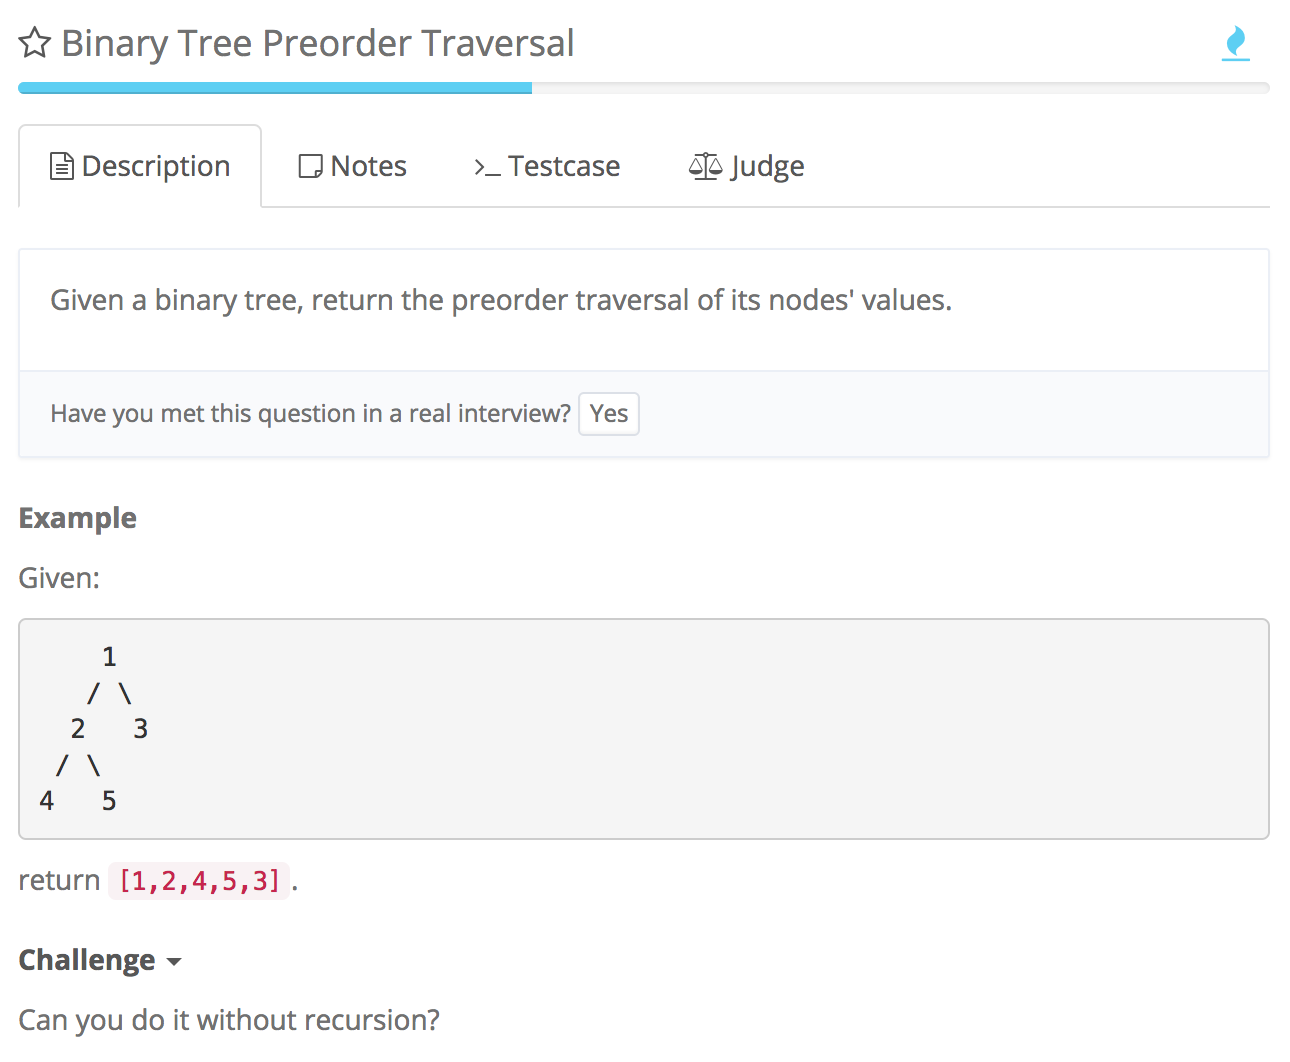 Binary Tree Preorder Traversal
Description Notes >_ Testcase Judge
Given a binary tree, return the preorder traversal of its nodes' values.
Have you met this question in a real interview? Yes
Example
Given:
1
/ \
2 3
/ \
4 5
return [1,2,4,5,3] .
Challenge
Can you do it without recursion?